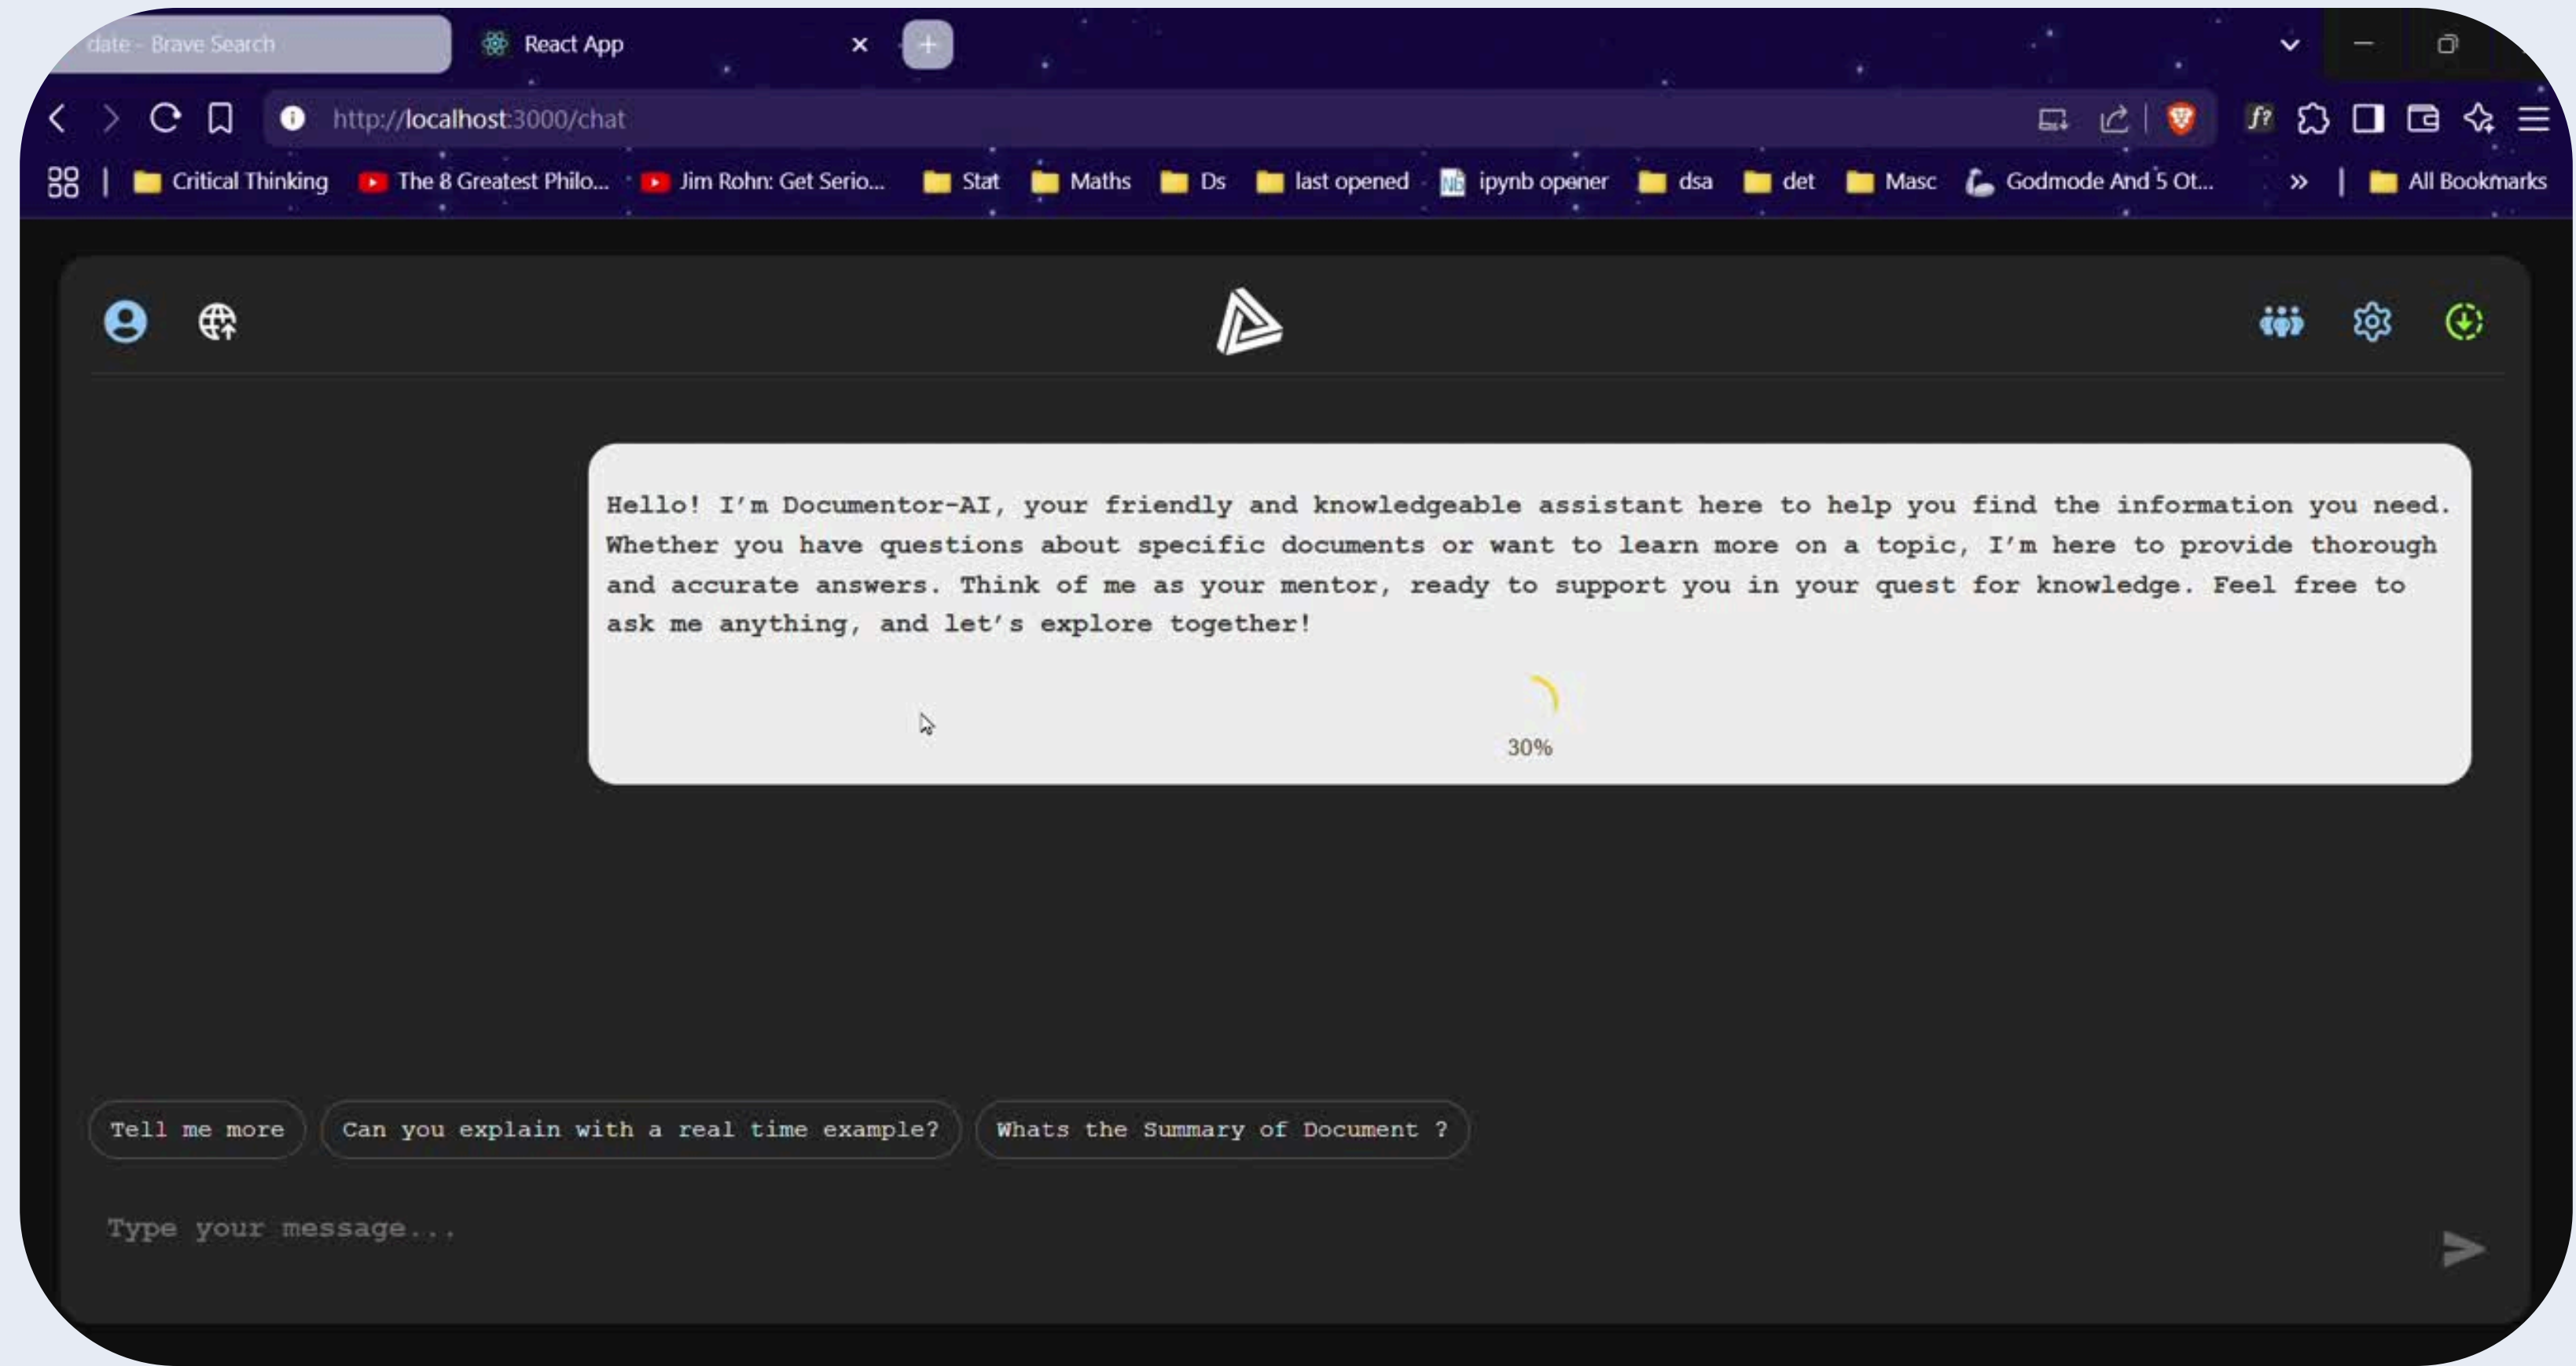 date - Brave Search
React App
http://localhost:3000/chat
f?
Critical Thinking
The 8 Greatest Philo...
Jim Rohn: Get Serio...
Stat
Maths
Ds
last opened
Nb
ipynb opener
dsa
det
Masc
Godmode And 5 Ot...
All Bookmarks
Hello! I’m Documentor-AI, your friendly and knowledgeable assistant here to help you find the information you need.
Whether you have questions about specific documents or want to learn more on a topic, I’m here to provide thorough
and accurate answers. Think of me as your mentor, ready to support you in your quest for knowledge. Feel free to
ask me anything, and let’s explore together!
30%
Tell me more
Can you explain with a real time example?
Whats the Summary of Document ?
Type your message...